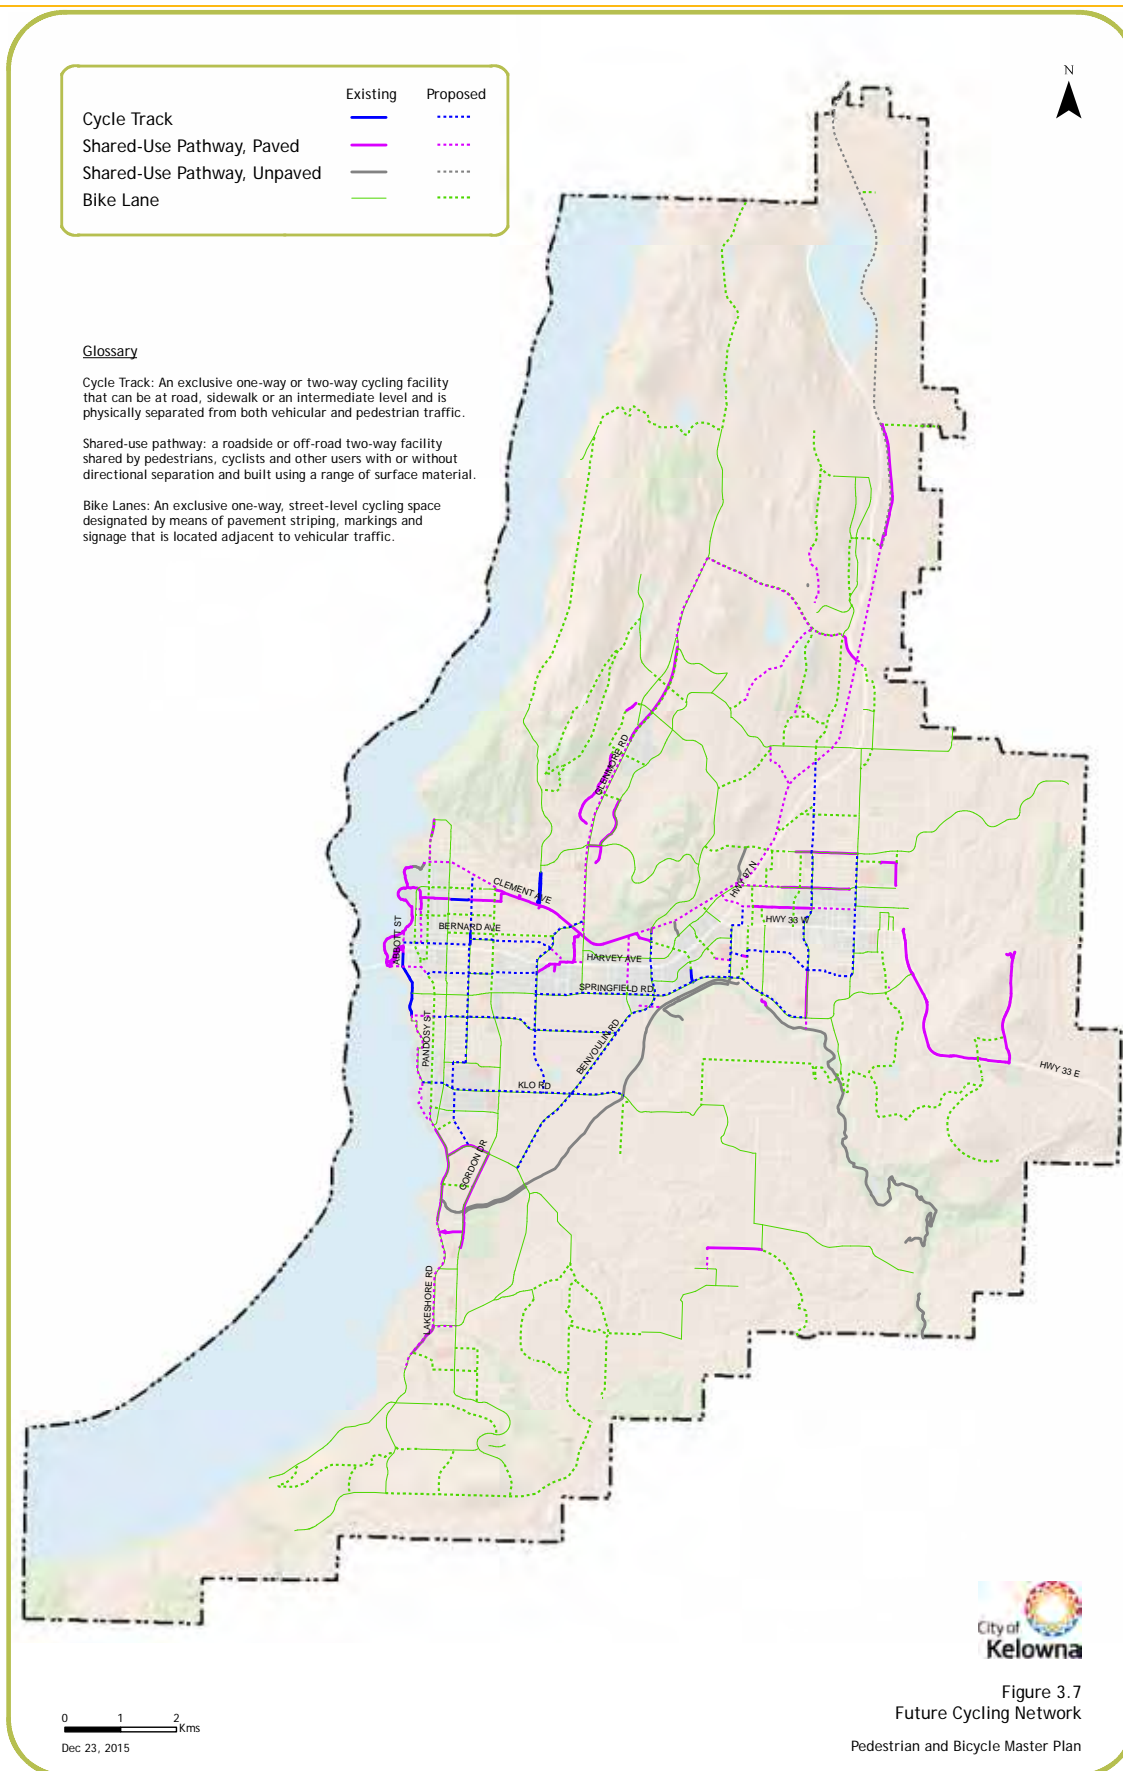 N
Existing Proposed
Cycle Track
Shared-Use Pathway, Paved
Shared-Use Pathway, Unpaved
Bike Lane
Glossary
Cycle Track: An exclusive one-way or two-way cycling facility
that can be at road, sidewalk or an intermediate level and is
physically separated from both vehicular and pedestrian traffic.
Shared-use pathway: a roadside or off-road two-way facility
shared by pedestrians, cyclists and other users with or without
directional separation and built using a range of surface material.
Bike Lanes: An exclusive one-way, street-level cycling space
designated by means of pavement striping, markings and
signage that is located adjacent to vehicular traffic.
GLENMORE RD
CLEMENT AVE
HWY 97 N
ABBOTT ST
BERNARD AVE
HWY 33 W
HARVEY AVE
SPRINGFIELD RD
PANDOSY ST
BENVOULIN RD
KLO RD
HWY 33 E
GORDON DR
LAKESHORE RD
City of
Kelowna
Figure 3.7
Future Cycling Network
Pedestrian and Bicycle Master Plan
0 1 2
Kms
Dec 23, 2015